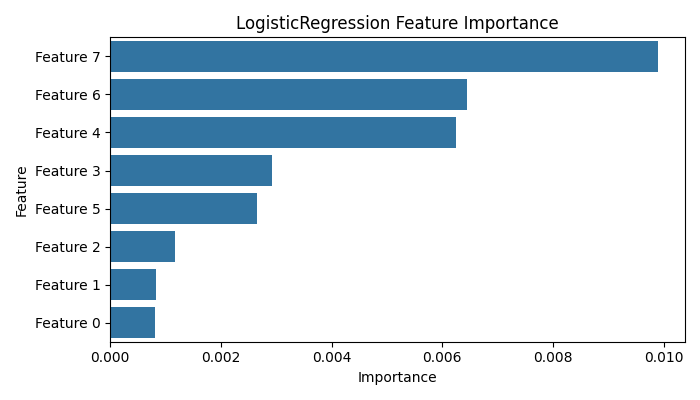 LogisticRegression Feature Importance
Feature
Feature 7
Feature 6
Feature 4
Feature 3
Feature 5
Feature 2
Feature 1
Feature 0
0.000 0.002 0.004 0.006 0.008 0.010
Importance